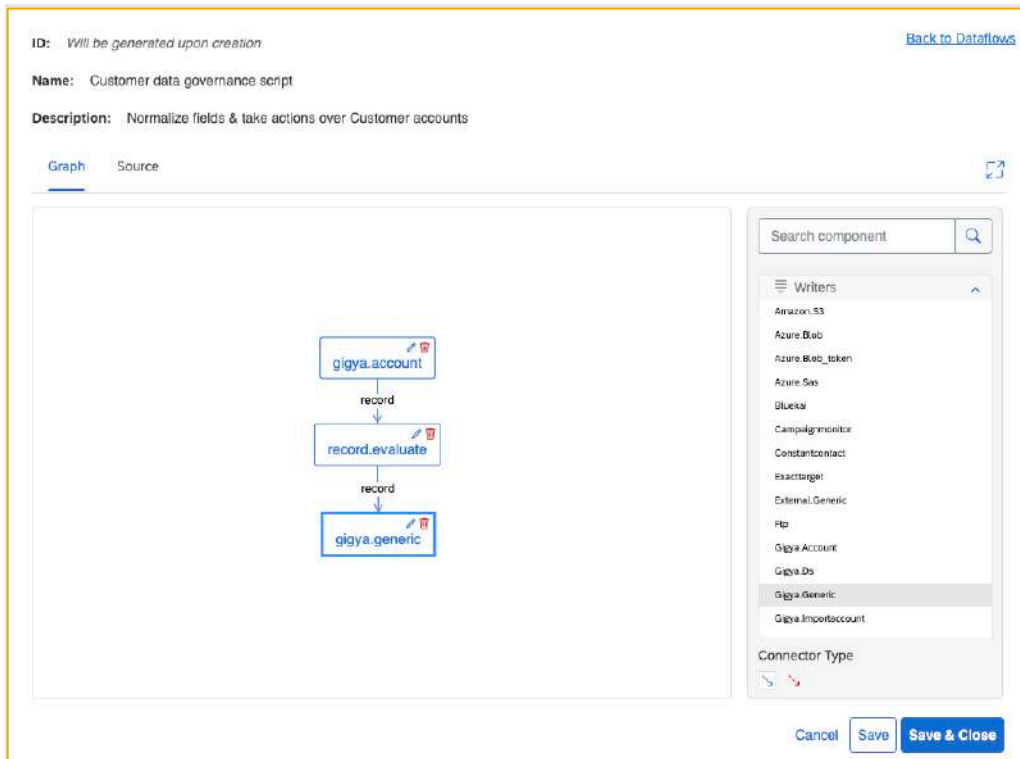 ID: Will be generated upon creation
Back to Dataflows
Name: Customer data governance script
Description: Normalize fields & take actions over Customer accounts
Graph Source
Search component
Writers
gigya.account
record
record.evaluate
record
gigya.generic
Amazon.S3
Azure.Blob
Azure.Blob_token
Azure.Sas
Bluekai
Campaignmonitor
Constantcontact
Exacttarget
External.Generic
Ftp
Gigya.Account
Gigya.Ds
Gigya.Generic
Gigya.Importaccount
Connector Type
Cancel Save Save & Close